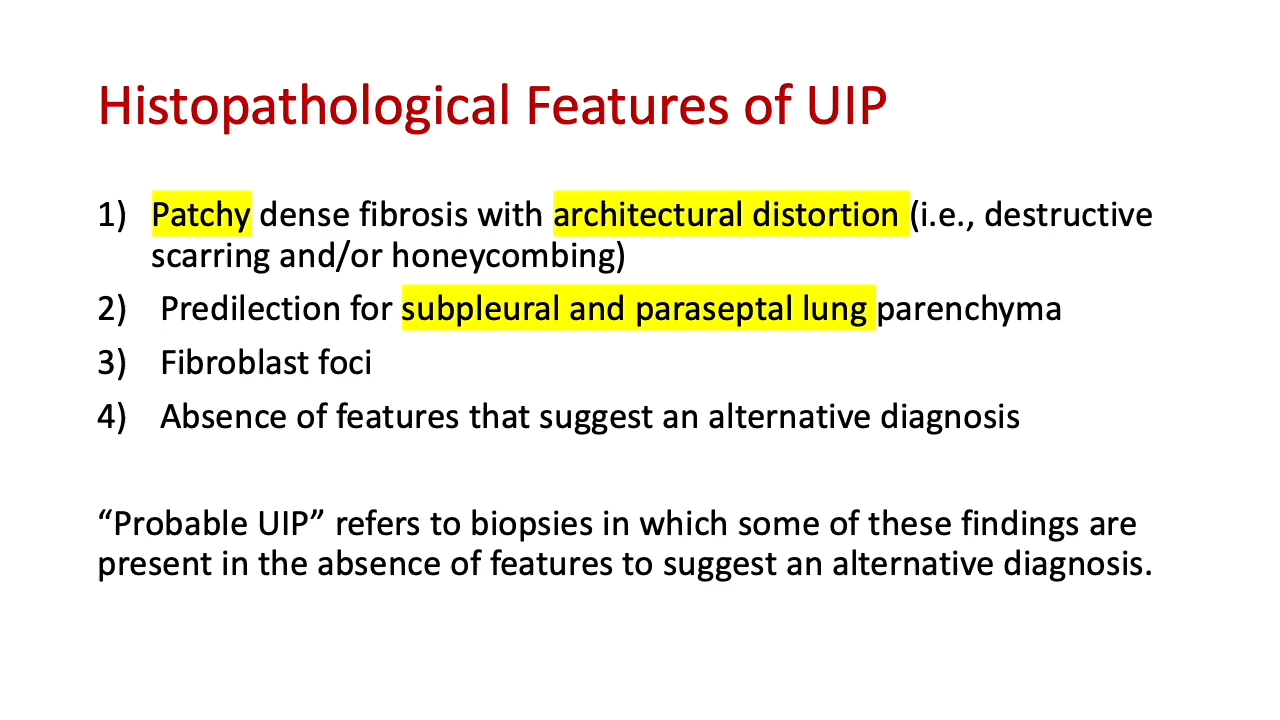 Histopathological Features of UIP
1) Patchy dense fibrosis with architectural distortion (i.e., destructive
scarring and/or honeycombing)
2) Predilection for subpleural and paraseptal lung parenchyma
3) Fibroblast foci
4) Absence of features that suggest an alternative diagnosis
“Probable UIP” refers to biopsies in which some of these findings are
present in the absence of features to suggest an alternative diagnosis.